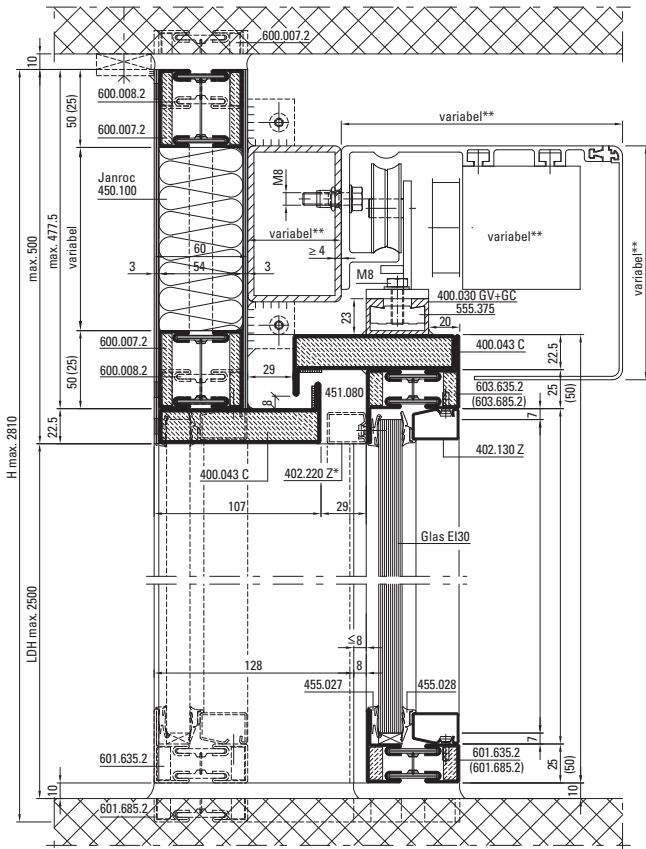 600.007.2
10
600.008.2
50 (25)
variabel**
600.007.2
Janroc
450.100
M8
variabel**
variabel**
variabel**
60
≥ 4
3
54
3
M8
variabel
max. 477.5
max. 500
400.030 GV+GC
555.375
23
20
600.007.2
400.043 C
22.5
600.008.2
50 (25)
29
451.080
603.635.2
(603.685.2)
25
(50)
8
7
22.5
402.130 Z
400.043 C
402.220 Z*
107
29
H max. 2810
Glas EI30
LDH max. 2500
≤8
128
8
455.027
455.028
7
601.635.2
601.635.2
(601.685.2)
25
(50)
10
601.685.2
10